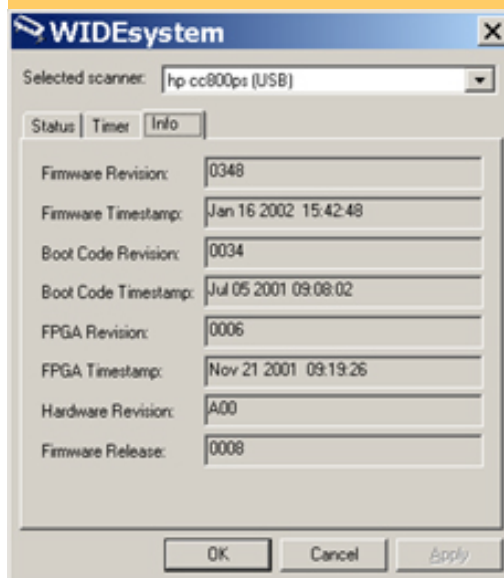 WIDEsystem
Selected scanner: hp cc800ps (USB)
Status Timer Info
Firmware Revision: 0348
Firmware Timestamp: Jan 16 2002 15:42:48
Boot Code Revision: 0034
Boot Code Timestamp: Jul 05 2001 09:08:02
FPGA Revision: 0006
FPGA Timestamp: Nov 21 2001 09:19:26
Hardware Revision: A00
Firmware Release: 0008
OK Cancel Apply